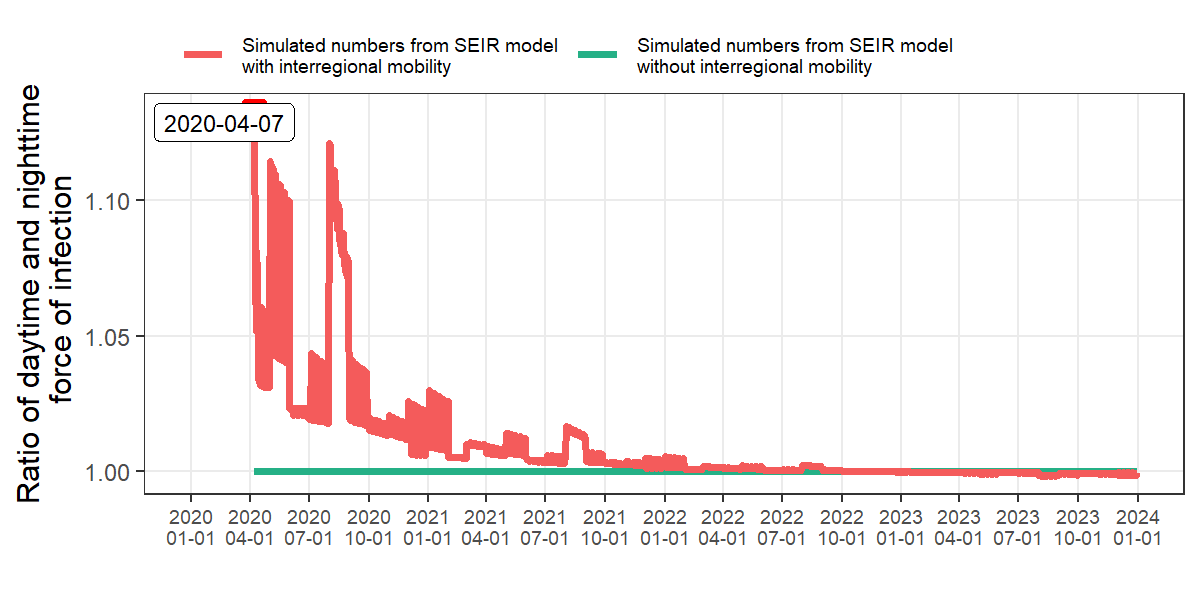 Simulated numbers from SEIR model
with interregional mobility
Simulated numbers from SEIR model
without interregional mobility
Ratio of daytime and nighttime
force of infection
2020-04-07
1.10
1.05
1.00
2020 2020 2020 2020 2021 2021 2021 2021 2022 2022 2022 2022 2023 2023 2023 2023 2024
01-01 04-01 07-01 10-01 01-01 04-01 07-01 10-01 01-01 04-01 07-01 10-01 01-01 04-01 07-01 10-01 01-01